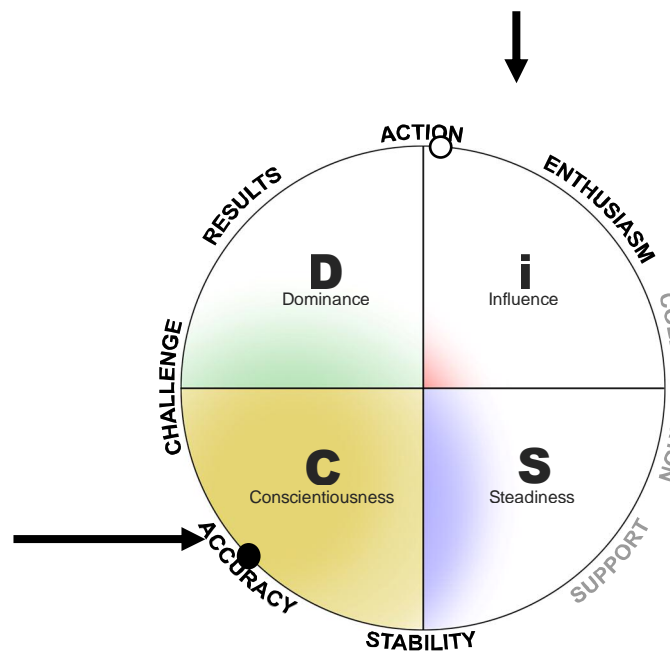 ACTION
ENTHUSIASM
RESULTS
D
Dominance
i
Influence
CHALLENGE
C
Conscientiousness
S
Steadiness
ACCURACY
SUPPORT
STABILITY